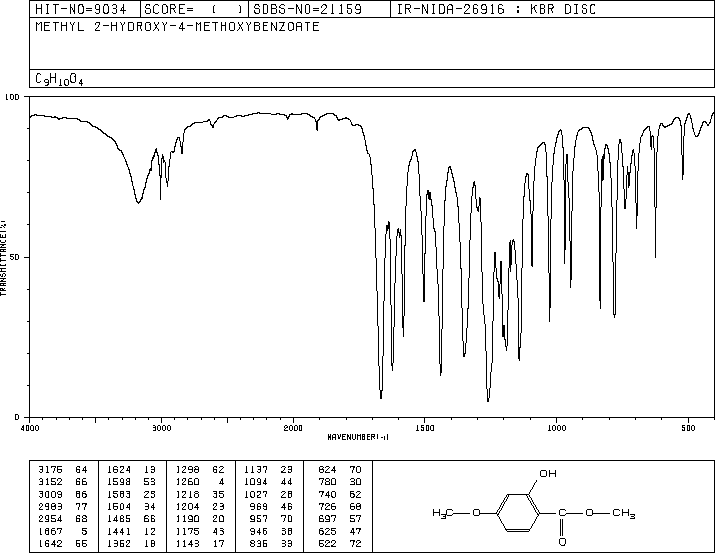 HIT-NO=9034 SCORE= ( ) SDBS-NO=21159 IR-NIDA-26916 : KBR DISC
METHYL 2-HYDROXY-4-METHOXYBENZOATE
C9H10O4
100
50
0
TRANSMITTANCE(%)
4000 3000 2000 1500 1000 500
WAVENUMBER(-1)
3175 64 1624 13 1298 62 1137 23 824 70
3152 66 1598 53 1260 4 1094 44 780 30
3009 86 1583 25 1218 35 1027 28 740 62
2983 77 1504 34 1204 23 969 46 726 68
2954 68 1485 66 1190 20 957 70 697 57
1667 5 1441 12 1175 43 946 38 625 47
1642 55 1352 18 1143 17 836 33 522 72
OH
H3C O C O CH3
O